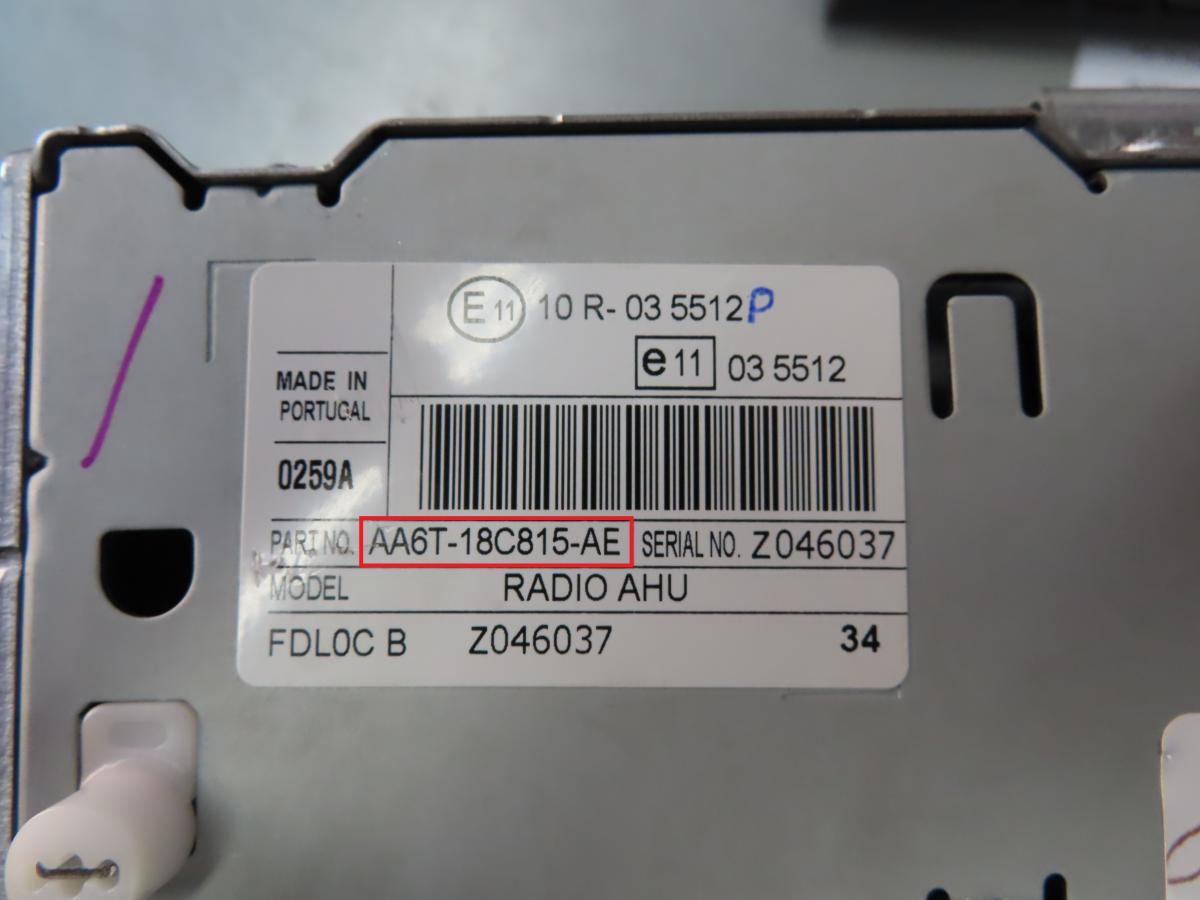 E 11 10 R- 03 5512 P
e 11 03 5512
MADE IN
PORTUGAL
0259A
PART NO. AA6T-18C815-AE SERIAL NO. Z046037
MODEL RADIO AHU
FDL0C B Z046037 34